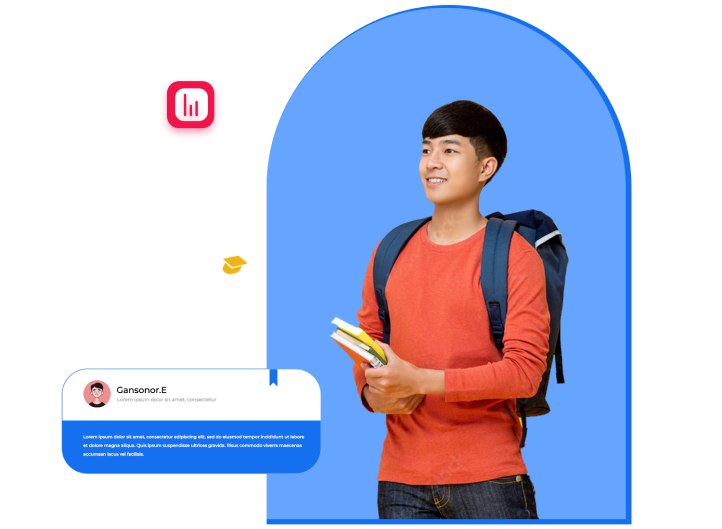 Gansonor.E
Lorem ipsum dolor sit amet, consectetur
Lorem ipsum dolor sit amet, consectetur adipiscing elit, sed do eiusmod tempor incididunt ut labore
et dolore magna aliqua. Quis ipsum suspendisse ultrices gravida. Risus commodo viverra maecenas
accumsan lacus vel facilisis.